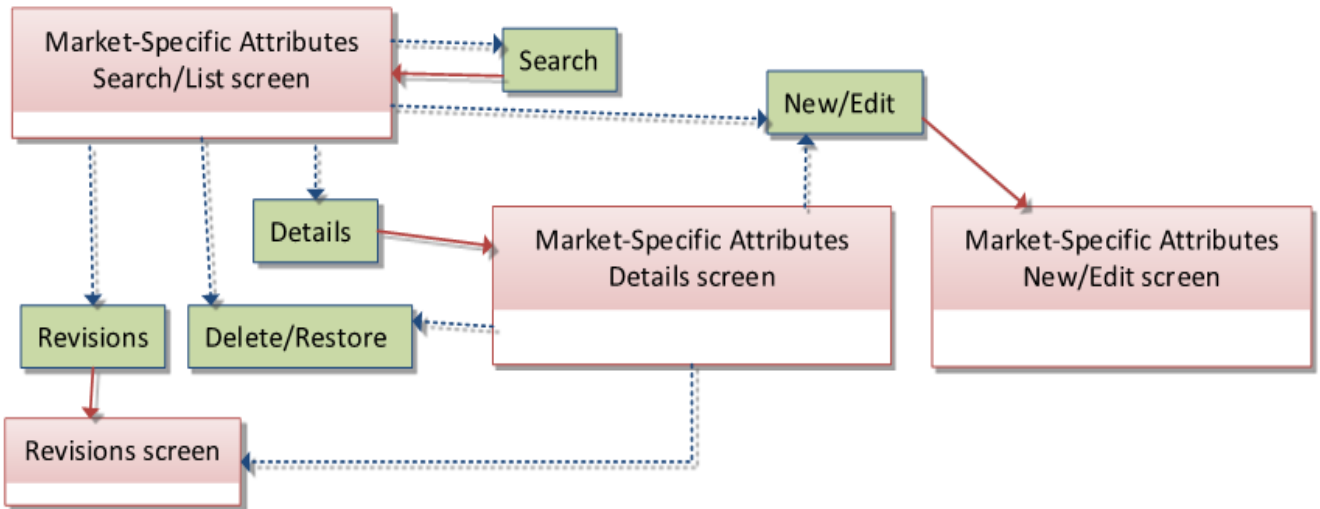 Market-Specific Attributes
Search/List screen
Search
New/Edit
Details
Market-Specific Attributes
Details screen
Market-Specific Attributes
New/Edit screen
Revisions
Delete/Restore
Revisions screen